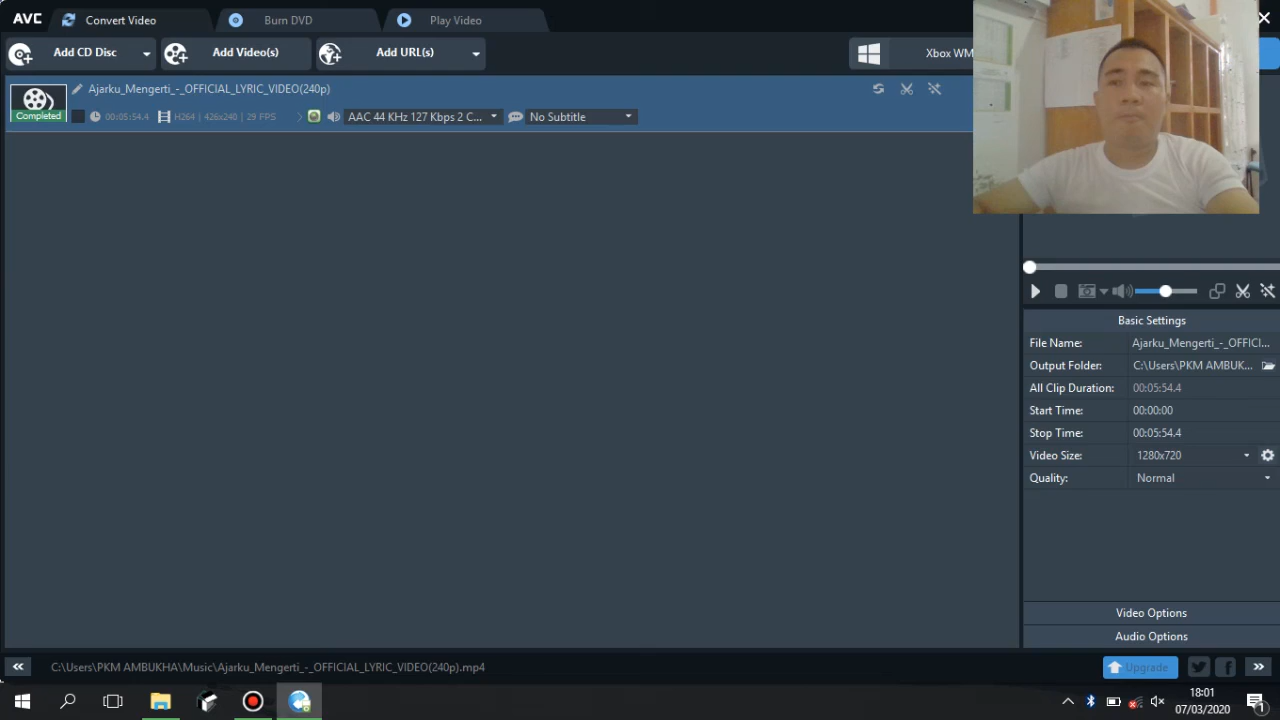 AVC Convert Video Burn DVD Play Video
Add CD Disc Add Video(s) Add URL(s) Xbox WM
Ajarku_Mengerti_-_OFFICIAL_LYRIC_VIDEO(240p)
Completed 00:05:54.4 H264 | 426x240 | 29 FPS AAC 44 KHz 127 Kbps 2 C... No Subtitle
Basic Settings
File Name: Ajarku_Mengerti_-_OFFICI...
Output Folder: C:\Users\PKM AMBUK...
All Clip Duration: 00:05:54.4
Start Time: 00:00:00
Stop Time: 00:05:54.4
Video Size: 1280x720
Quality: Normal
Video Options
Audio Options
C:\Users\PKM AMBUKHA\Music\Ajarku_Mengerti_-_OFFICIAL_LYRIC_VIDEO(240p).mp4 Upgrade
18:01
07/03/2020
1